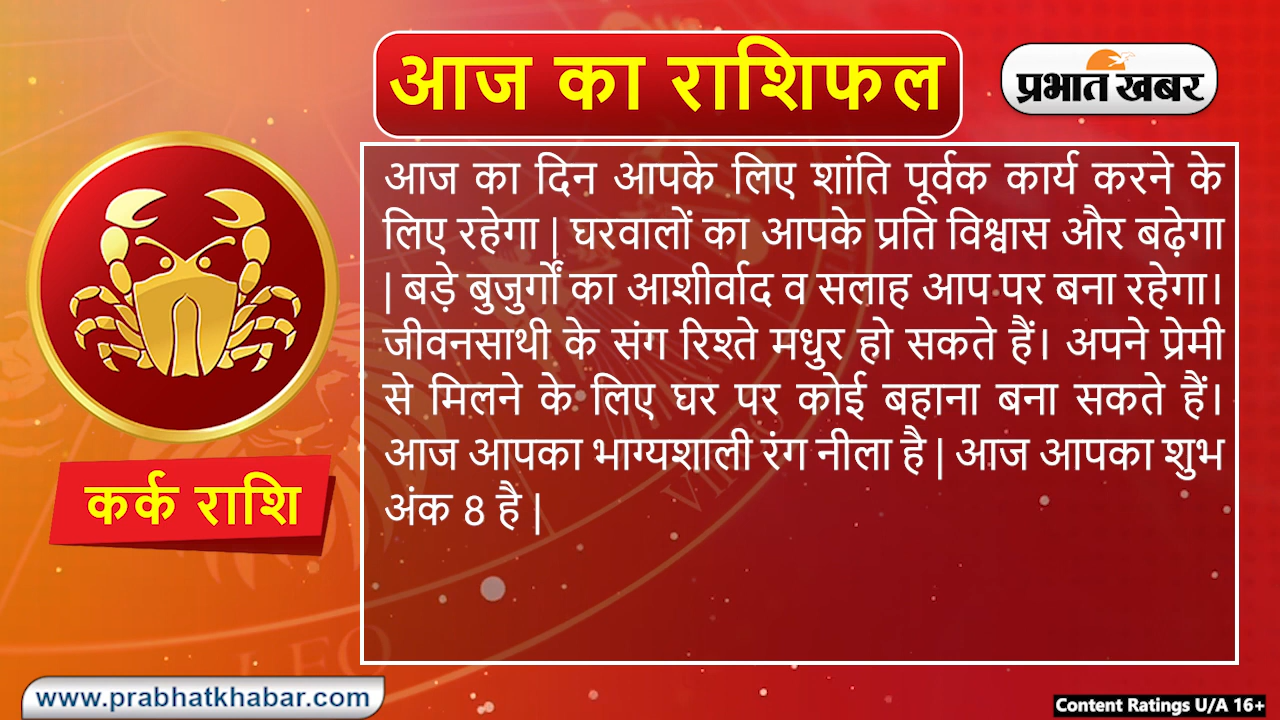 आज का राशिफल
प्रभात खबर
आज का दिन आपके लिए शांति पूर्वक कार्य करने के
लिए रहेगा | घरवालों का आपके प्रति विश्वास और बढ़ेगा
| बड़े बुजुर्गों का आशीर्वाद व सलाह आप पर बना रहेगा।
जीवनसाथी के संग रिश्ते मधुर हो सकते हैं। अपने प्रेमी
से मिलने के लिए घर पर कोई बहाना बना सकते हैं।
आज आपका भाग्यशाली रंग नीला है | आज आपका शुभ
अंक 8 है |
कर्क राशि
VIRGO
LEO
www.prabhatkhabar.com
Content Ratings U/A 16+